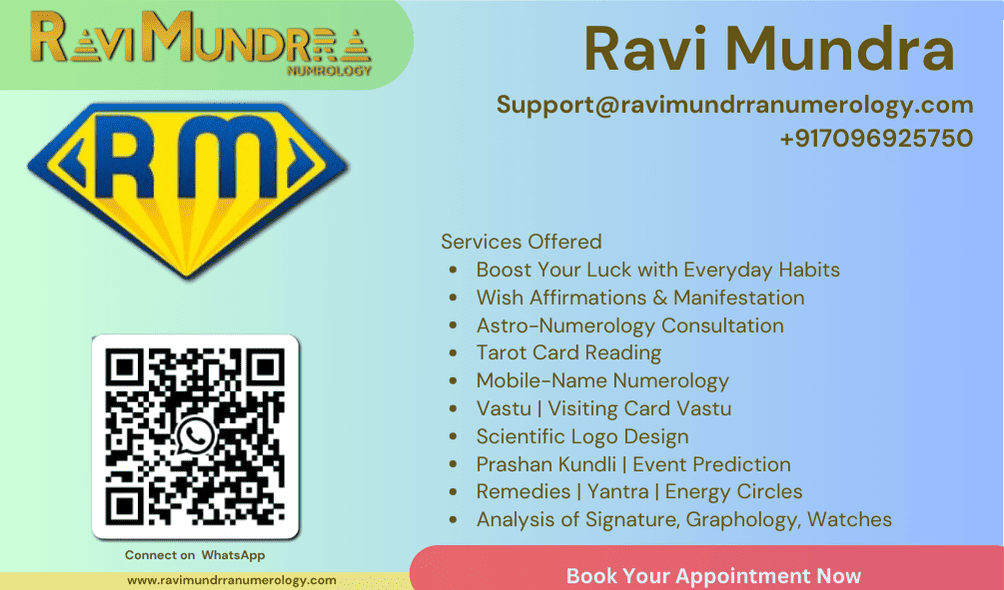 RAVI MUNDRRA
NUMROLOGY
Ravi Mundra
Support@ravimundrranumerology.com
+917096925750
RM
Services Offered
• Boost Your Luck with Everyday Habits
• Wish Affirmations & Manifestation
• Astro-Numerology Consultation
• Tarot Card Reading
• Mobile-Name Numerology
• Vastu | Visiting Card Vastu
• Scientific Logo Design
• Prashan Kundli | Event Prediction
• Remedies | Yantra | Energy Circles
• Analysis of Signature, Graphology, Watches
Connect on WhatsApp
www.ravimundrranumerology.com
Book Your Appointment Now